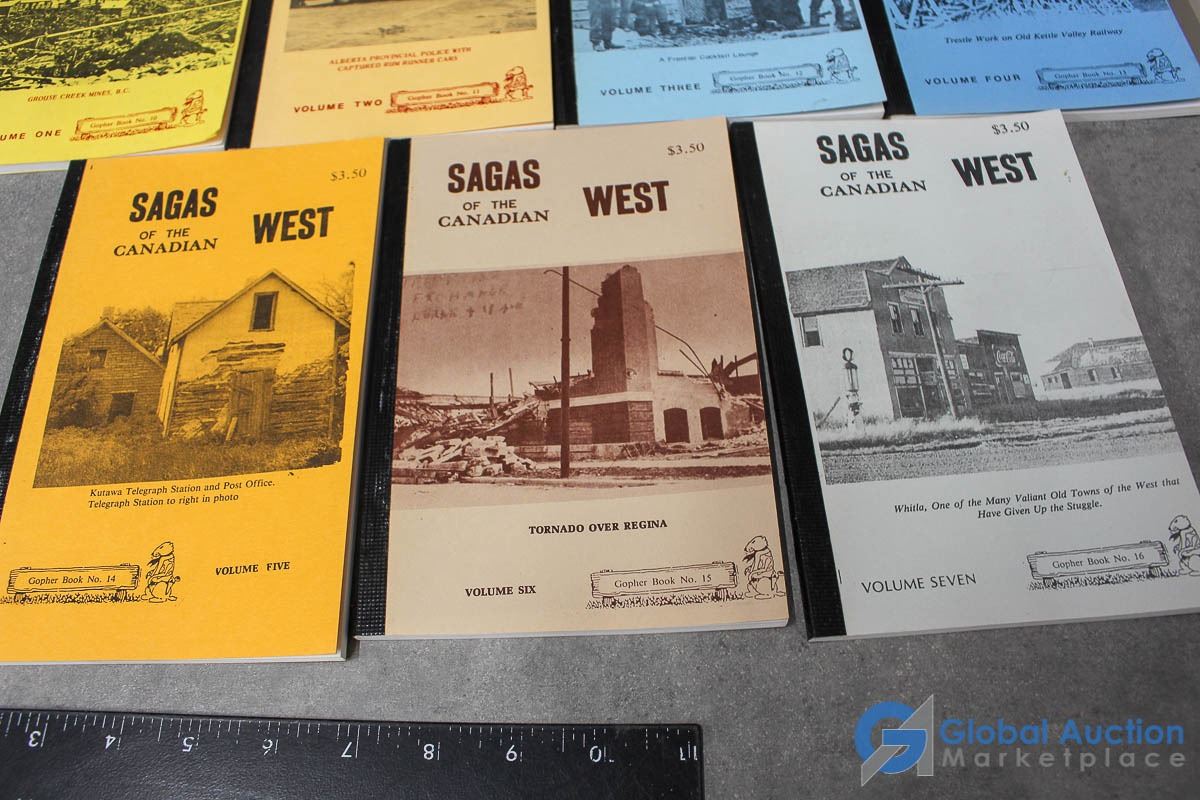 GROUSE CREEK MINES, B.C.
UME ONE
Gopher Book No. 10
ALBERTA PROVINCIAL POLICE WITH
CAPTURED RUM RUNNER CARS
VOLUME TWO
Gopher Book No. 11
A Frontier Cocktail Lounge
VOLUME THREE
Gopher Book No. 12
Trestle Work on Old Kettle Valley Railway
VOLUME FOUR
Gopher Book No. 13
$3.50
SAGAS
OF THE
CANADIAN
WEST
Kutawa Telegraph Station and Post Office.
Telegraph Station to right in photo
Gopher Book No. 14
VOLUME FIVE
$3.50
SAGAS
OF THE
CANADIAN
WEST
TORNADO OVER REGINA
VOLUME SIX
Gopher Book No. 15
$3.50
SAGAS
OF THE
CANADIAN
WEST
Coca-Cola
Whitla, One of the Many Valiant Old Towns of the West that
Have Given Up the Stuggle.
VOLUME SEVEN
Gopher Book No. 16
3 4 5 6 7 8 9 10 11
Global Auction
Marketplace